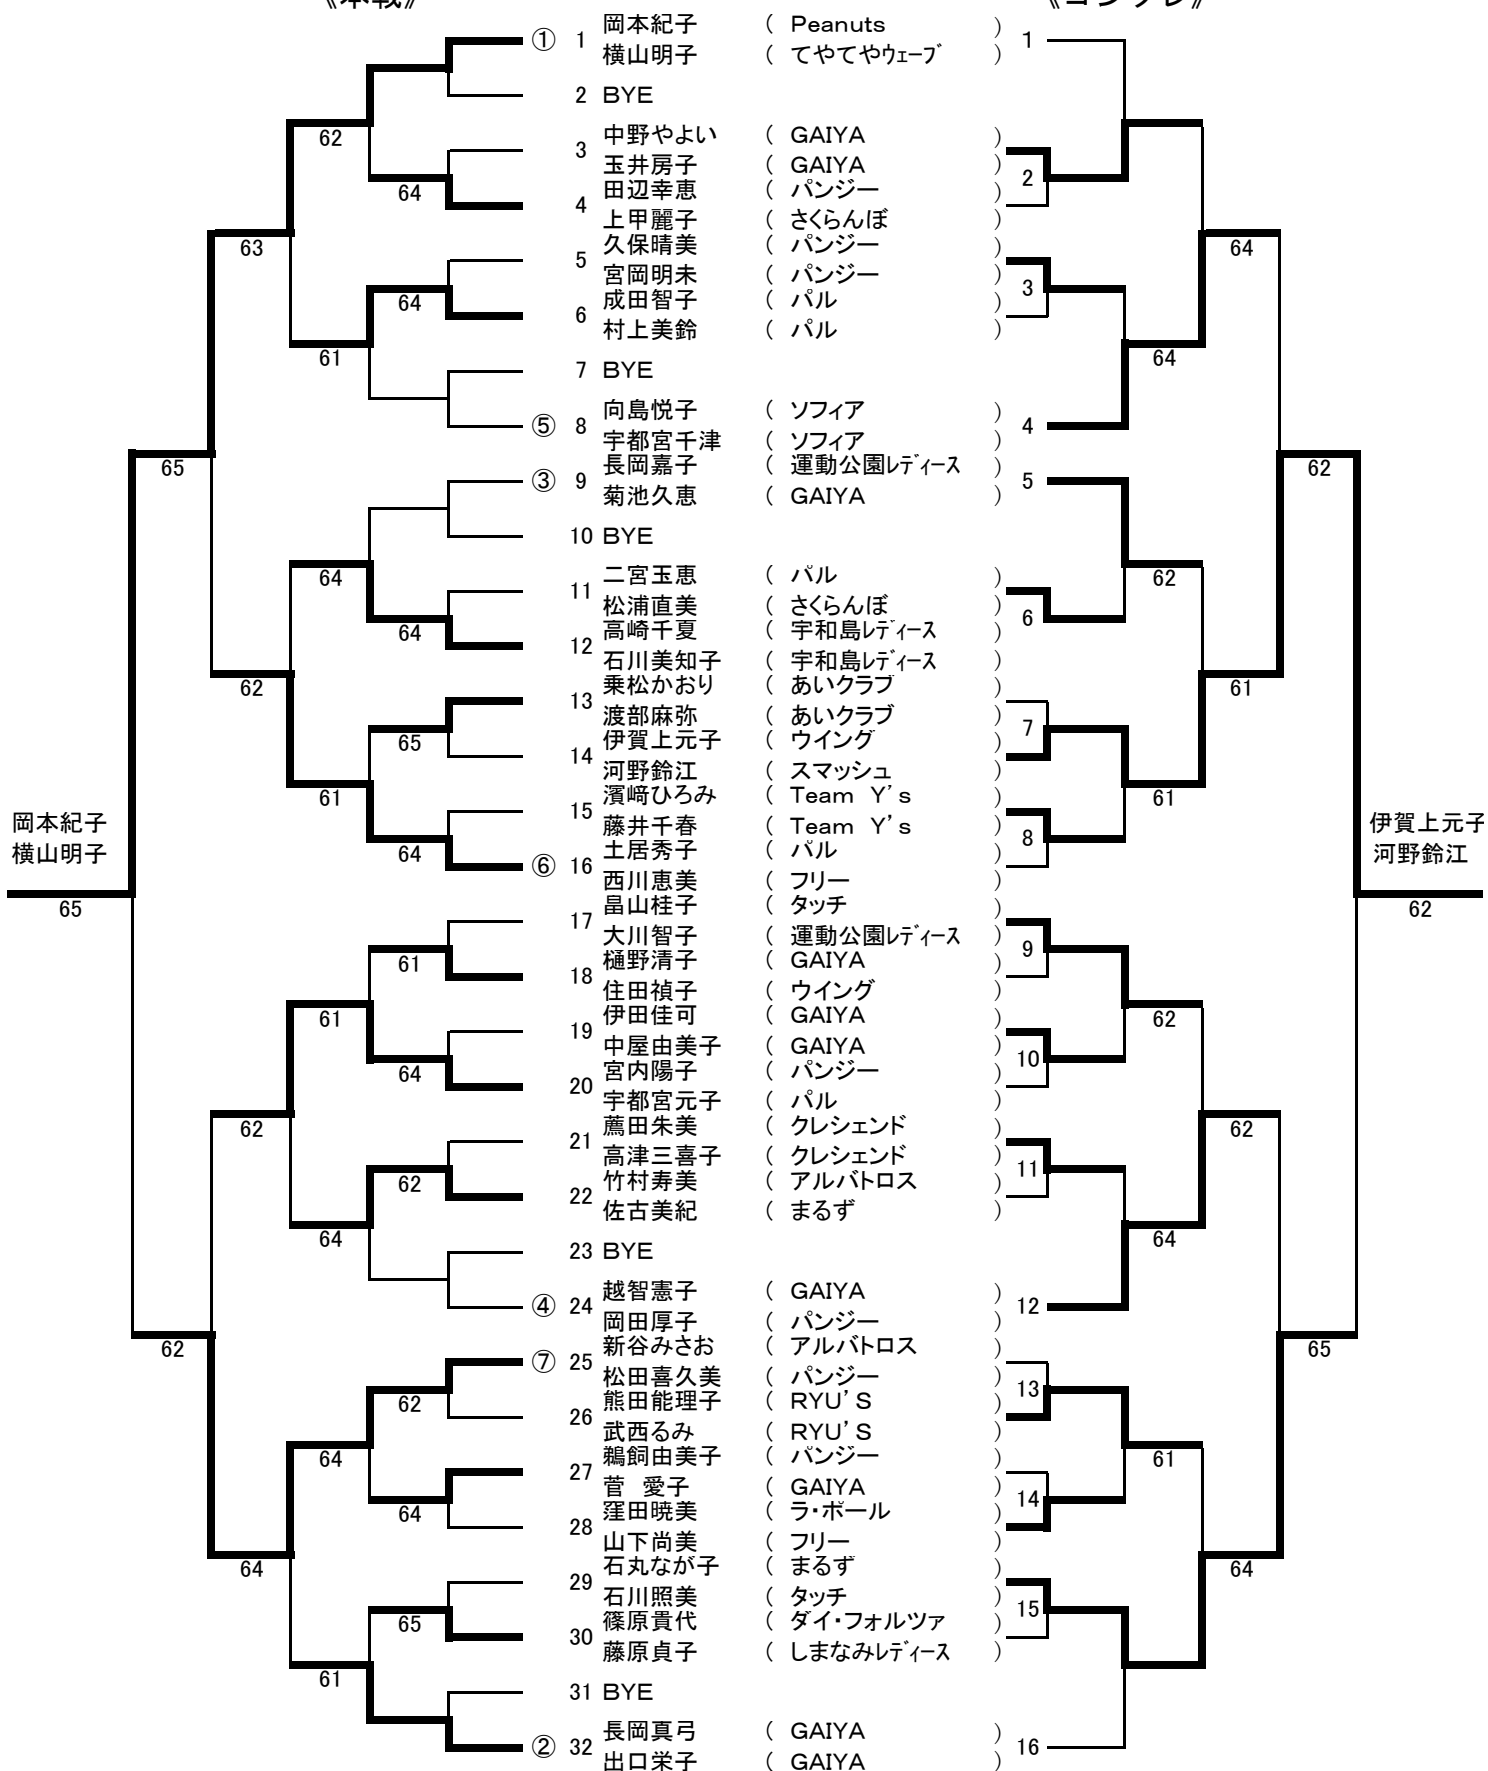 《本戦》 《コンソレ》
① 1 岡本紀子 ( Peanuts ) 1
横山明子 ( てやてやウェーブ )
2 BYE
62
3 中野やよい ( GAIYA )
玉井房子 ( GAIYA ) 2
64
4 田辺幸恵 ( パンジー )
上甲麗子 ( さくらんぼ )
63 64
5 久保晴美 ( パンジー )
宮岡明未 ( パンジー ) 3
64
6 成田智子 ( パル )
村上美鈴 ( パル )
61 64
7 BYE
⑤ 8 向島悦子 ( ソフィア ) 4
宇都宮千津 ( ソフィア )
65 62
③ 9 長岡嘉子 ( 運動公園レディース ) 5
菊池久恵 ( GAIYA )
10 BYE
64 62
11 二宮玉恵 ( パル )
松浦直美 ( さくらんぼ ) 6
64
12 高崎千夏 ( 宇和島レディース )
石川美知子 ( 宇和島レディース )
62 61
13 乗松かおり ( あいクラブ )
渡部麻弥 ( あいクラブ ) 7
65
14 伊賀上元子 ( ウイング )
河野鈴江 ( スマッシュ )
61 61
15 濱﨑ひろみ ( Team Y's )
藤井千春 ( Team Y's ) 8
64
⑥ 16 土居秀子 ( パル )
西川恵美 ( フリー )
岡本紀子 伊賀上元子
横山明子 河野鈴江
65 62
17 畠山桂子 ( タッチ )
大川智子 ( 運動公園レディース ) 9
61
18 樋野清子 ( GAIYA )
住田禎子 ( ウイング )
61 62
19 伊田佳可 ( GAIYA )
中屋由美子 ( GAIYA ) 10
64
20 宮内陽子 ( パンジー )
宇都宮元子 ( パル )
62 62
21 薦田朱美 ( クレシェンド )
高津三喜子 ( クレシェンド ) 11
62
22 竹村寿美 ( アルバトロス )
佐古美紀 ( まるず )
64 64
23 BYE
④ 24 越智憲子 ( GAIYA ) 12
岡田厚子 ( パンジー )
62 65
⑦ 25 新谷みさお ( アルバトロス )
松田喜久美 ( パンジー ) 13
62
26 熊田能理子 ( RYU'S )
武西るみ ( RYU'S )
64 61
27 鵜飼由美子 ( パンジー )
菅 愛子 ( GAIYA ) 14
64
28 窪田暁美 ( ラ・ポール )
山下尚美 ( フリー )
64 64
29 石丸なが子 ( まるず )
石川照美 ( タッチ ) 15
65
30 篠原貴代 ( ダイ・フォルツァ )
藤原貞子 ( しまなみレディース )
61
31 BYE
② 32 長岡真弓 ( GAIYA ) 16
出口栄子 ( GAIYA )